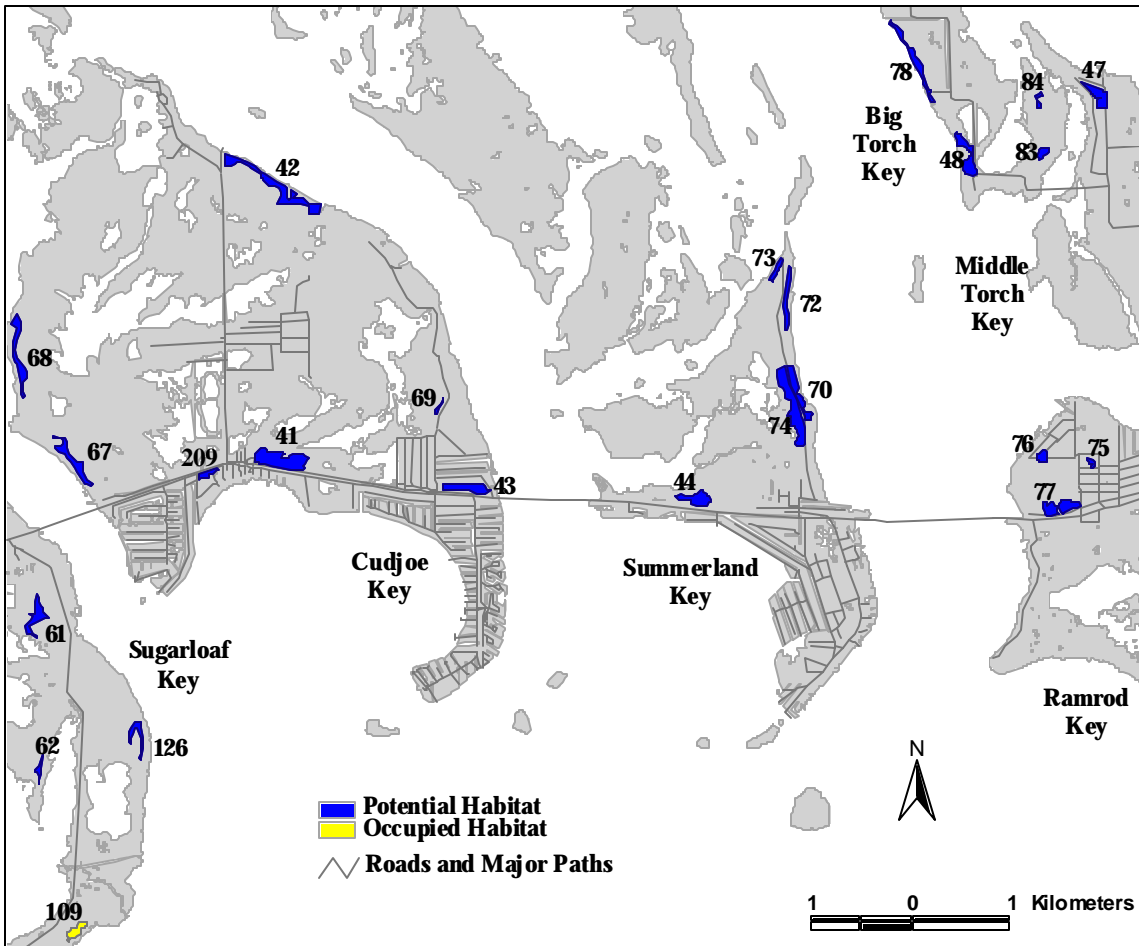 78
84
47
Big
Torch
Key
42
48
83
73
Middle
Torch
Key
72
68
69
70
74
67
209
41
76
75
44
43
77
Cudjoe
Key
Summerland
Key
61
Sugarloaf
Key
Ramrod
Key
62
126
N
Potential Habitat
Occupied Habitat
Roads and Major Paths
109
1 0 1 Kilometers